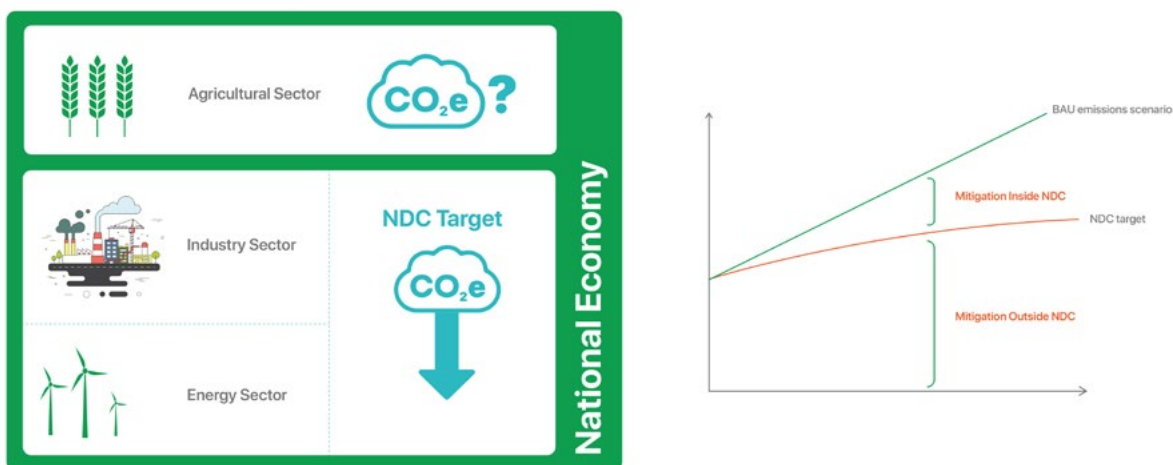 Agricultural Sector
CO₂e?
Industry Sector
NDC Target
CO₂e
Energy Sector
National Economy
BAU emissions scenario
Mitigation Inside NDC
NDC target
Mitigation Outside NDC